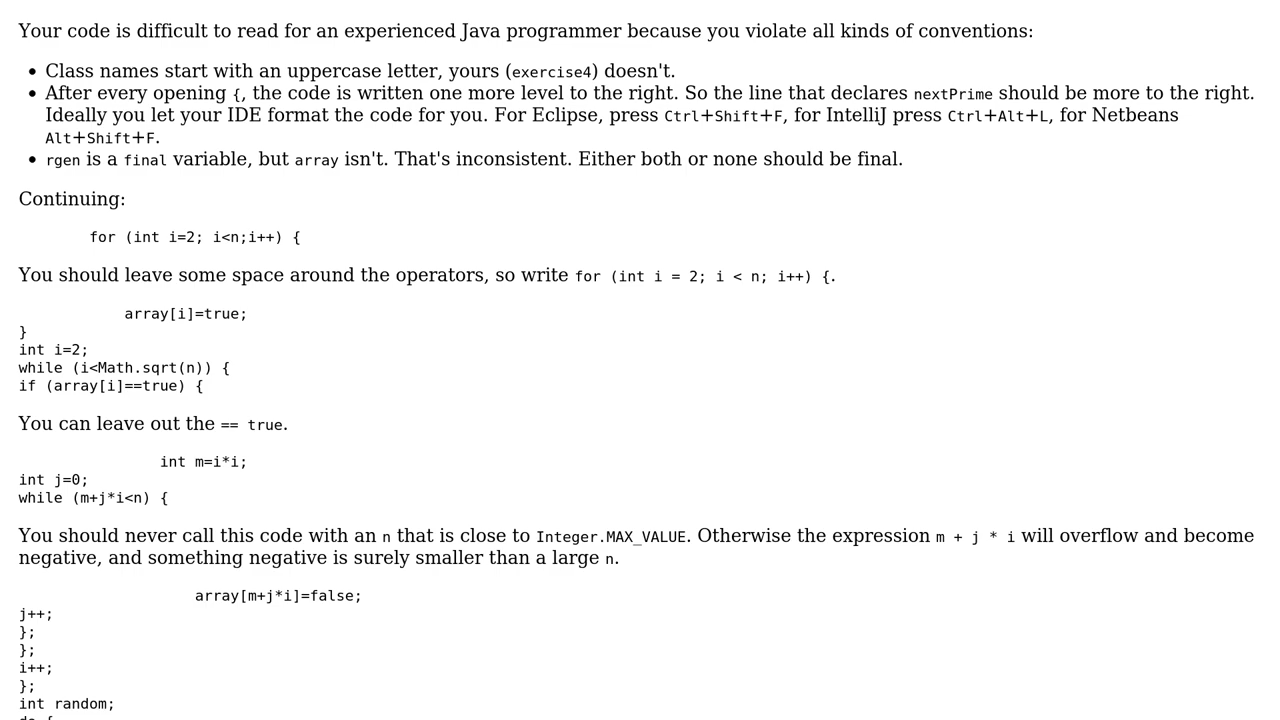 Your code is difficult to read for an experienced Java programmer because you violate all kinds of conventions:
• Class names start with an uppercase letter, yours (exercise4) doesn't.
• After every opening {, the code is written one more level to the right. So the line that declares nextPrime should be more to the right.
Ideally you let your IDE format the code for you. For Eclipse, press Ctrl+Shift+F, for IntelliJ press Ctrl+Alt+L, for Netbeans
Alt+Shift+F.
• rgen is a final variable, but array isn't. That's inconsistent. Either both or none should be final.
Continuing:
        for (int i=2; i<n;i++) {
You should leave some space around the operators, so write for (int i = 2; i < n; i++) {.
            array[i]=true;
}
int i=2;
while (i<Math.sqrt(n)) {
if (array[i]==true) {
You can leave out the == true.
                int m=i*i;
int j=0;
while (m+j*i<n) {
You should never call this code with an n that is close to Integer.MAX_VALUE. Otherwise the expression m + j * i will overflow and become
negative, and something negative is surely smaller than a large n.
                    array[m+j*i]=false;
j++;
};
};
i++;
};
int random;
do {